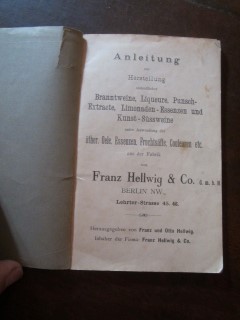 Anleitung
zur
Herstellung
sämmtlicher
Branntweine, Liqueure, Punsch-
Extracte, Limonaden-Essenzen und
Kunst-Süssweine
unter Anwendung der
äther. Oele, Essenzen, Fruchtsäfte, Couleuren etc.
aus der Fabrik
von
Franz Hellwig & Co. G. m. b. H
BERLIN NW.,
Lehrter-Strasse
Herausgegeben von Franz und Otto Hellwig,
Inhaber der Firma: Franz Hellwig & Co.